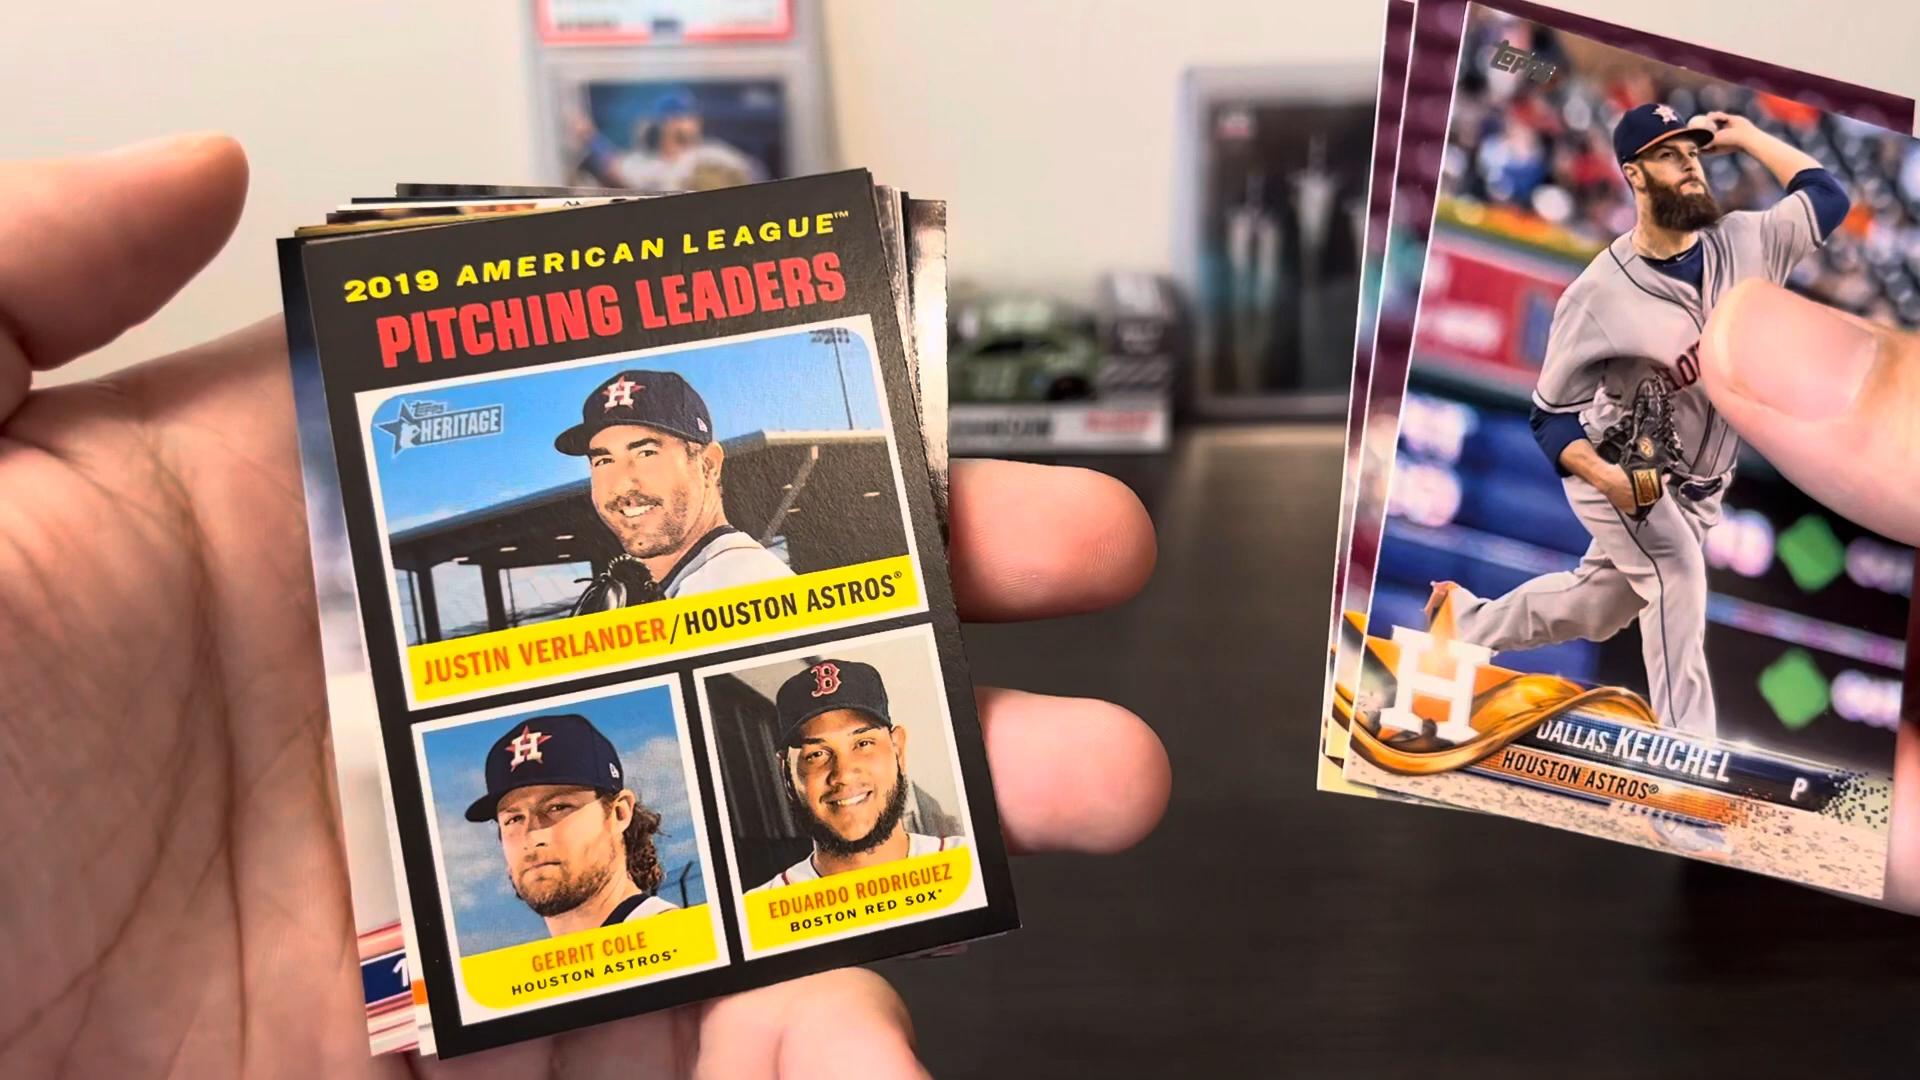 2019 AMERICAN LEAGUE™
PITCHING LEADERS
TOPPS
HERITAGE
H
JUSTIN VERLANDER/HOUSTON ASTROS®
H
GERRIT COLE
HOUSTON ASTROS®
B
EDUARDO RODRIGUEZ
BOSTON RED SOX®
topps
H
DALLAS KEUCHEL
HOUSTON ASTROS®
P